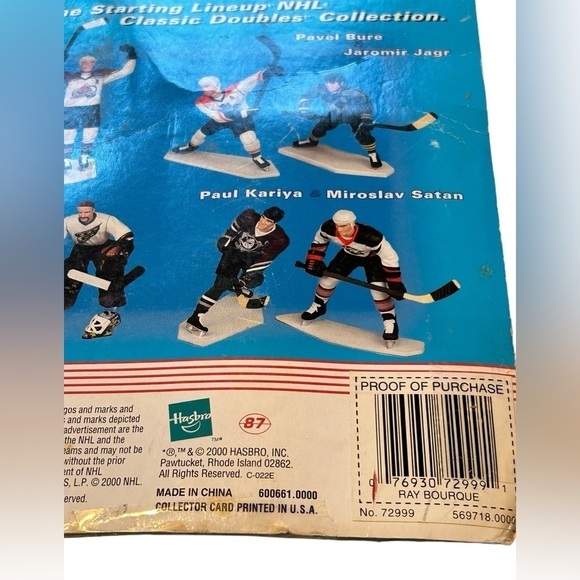 he Starting Lineup® NHL®
Classic Doubles® Collection.
Pavel Bure
Jaromir Jagr
Paul Kariya & Miroslav Satan
PROOF OF PURCHASE
0 76930 72999 1
RAY BOURQUE
No. 72999 569718.0000
gos and marks and
s and marks depicted
advertisement are the
the NHL and the
eams and may not be
without the prior
nt of NHL
S, L.P. © 2000 NHL.
erved.
Hasbro
TM/*
87
*®,™& © 2000 HASBRO, INC.
Pawtucket, Rhode Island 02862.
All Rights Reserved. C-022E
MADE IN CHINA 600661.0000
COLLECTOR CARD PRINTED IN U.S.A.